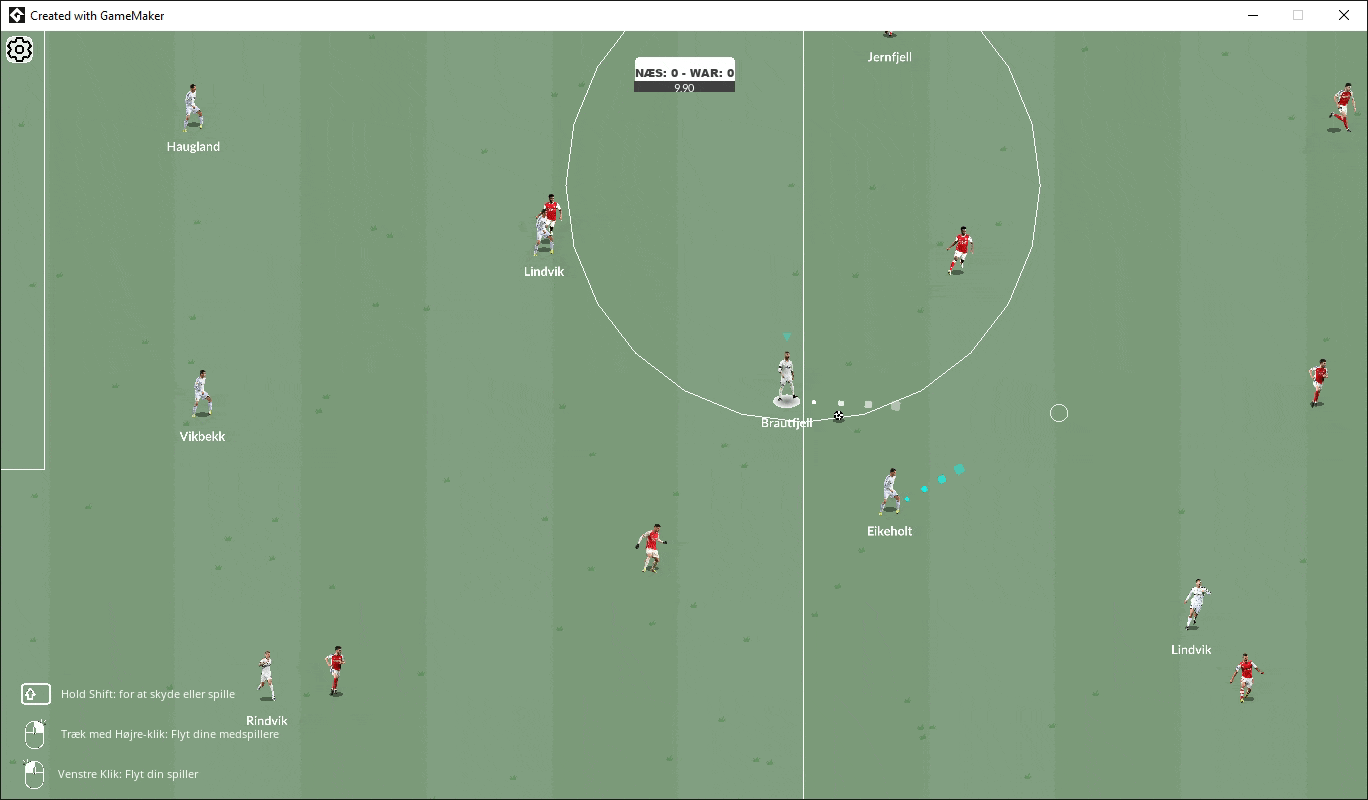 Created with GameMaker
Jernfjell
NÆS: 0 - WAR: 0
9.90
Haugland
Lindvik
Brautfjell
Vikbekk
Eikeholt
Lindvik
Hold Shift: for at skyde eller spille
Rindvik
Træk med Højre-klik: Flyt dine medspillere
Venstre Klik: Flyt din spiller